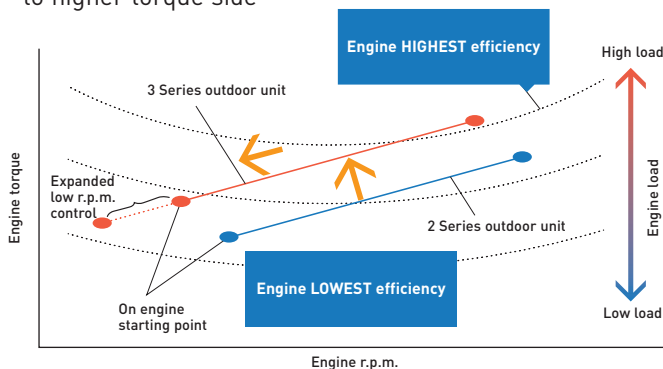 to higher torque side
Engine HIGHEST efficiency
High load
3 Series outdoor unit
Expanded
low r.p.m.
control
Engine torque
Engine load
2 Series outdoor unit
Engine LOWEST efficiency
On engine
starting point
Low load
Engine r.p.m.